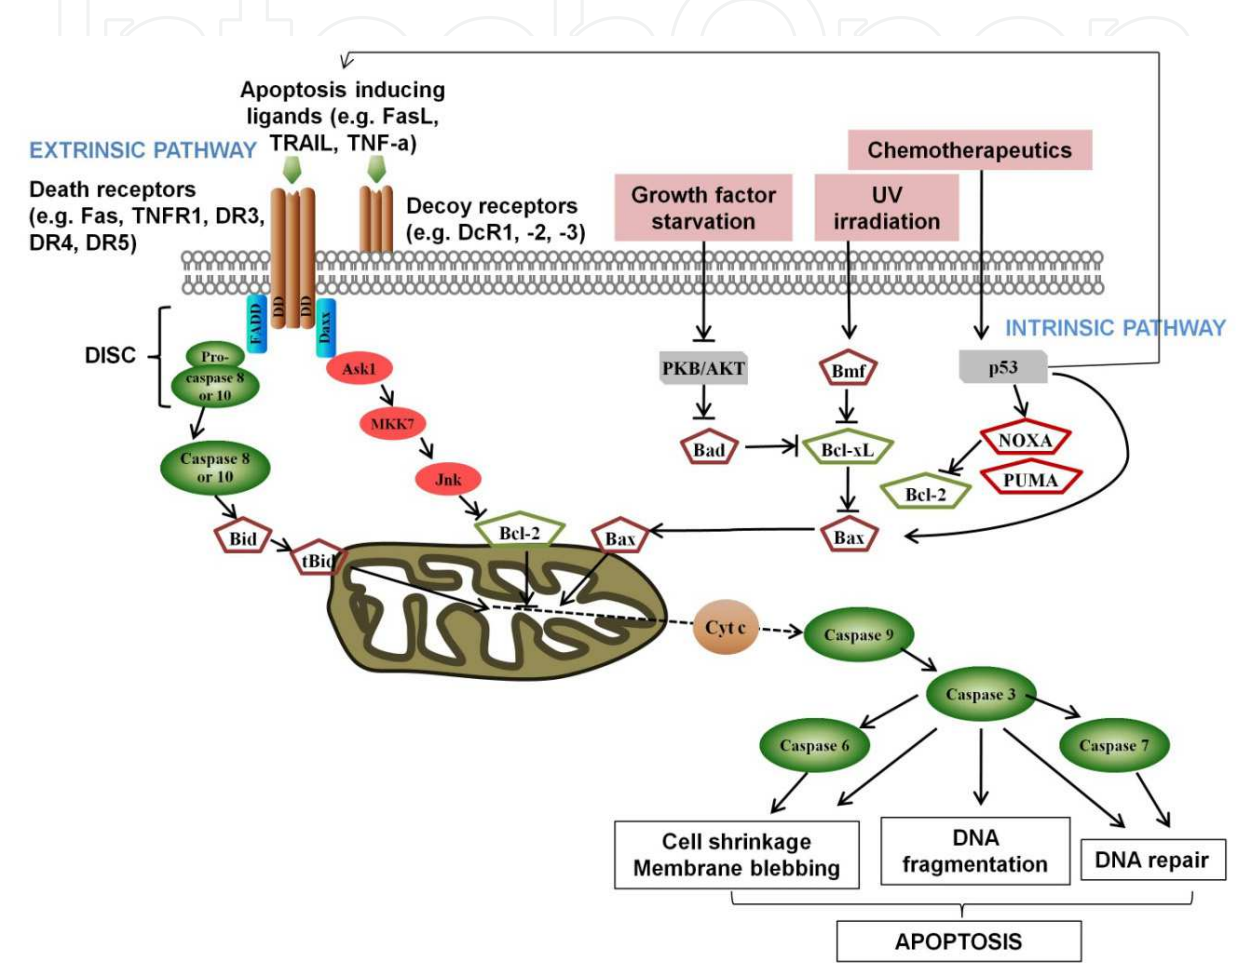 Apoptosis inducing
ligands (e.g. FasL,
TRAIL, TNF-a)
EXTRINSIC PATHWAY
Death receptors
(e.g. Fas, TNFR1, DR3,
DR4, DR5)
Decoy receptors
(e.g. DcR1, -2, -3)
Growth factor
starvation
UV
irradiation
Chemotherapeutics
INTRINSIC PATHWAY
DISC
FADD
DD
DD
Daxx
Pro-
caspase 8
or 10
Caspase 8
or 10
Bid
tBid
Ask1
MKK7
Jnk
Bcl-2
Bax
PKB/AKT
Bad
Bmf
Bcl-xL
Bax
p53
NOXA
PUMA
Bcl-2
Cyt c
Caspase 9
Caspase 3
Caspase 6
Caspase 7
Cell shrinkage
Membrane blebbing
DNA
fragmentation
DNA repair
APOPTOSIS